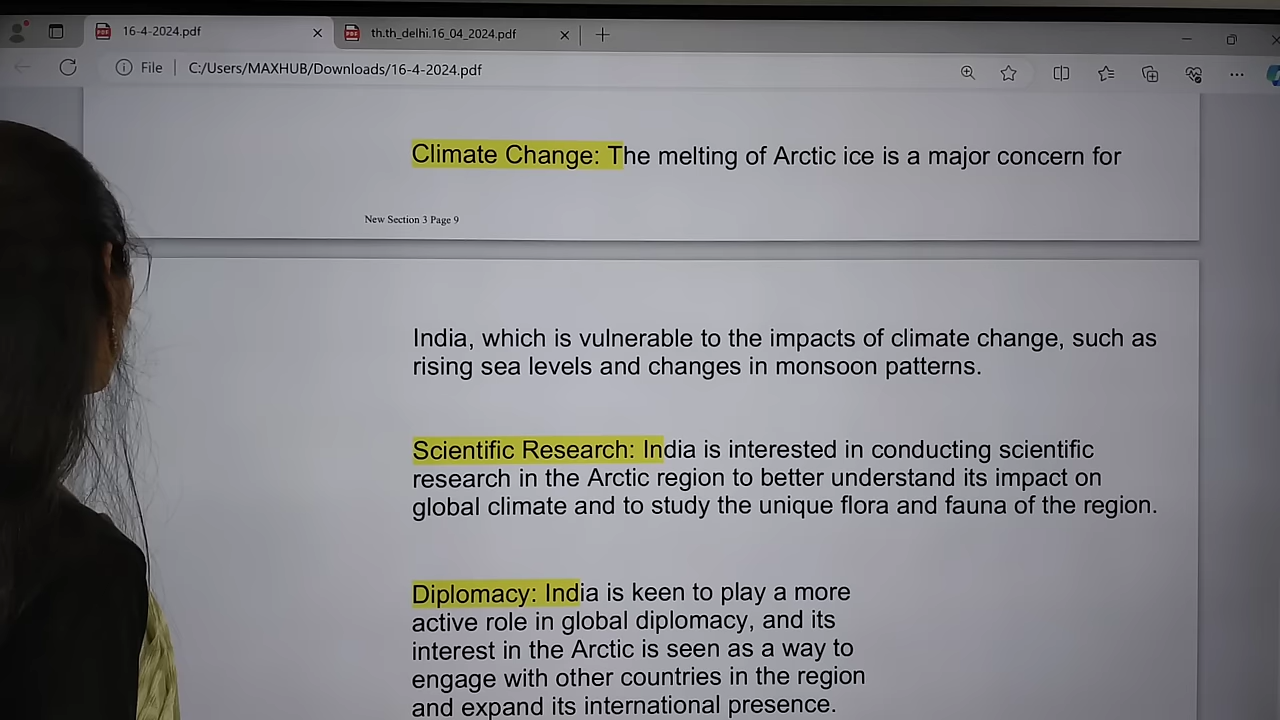 16-4-2024.pdf
th.th_delhi.16_04_2024.pdf
File
C:/Users/MAXHUB/Downloads/16-4-2024.pdf
Climate Change: The melting of Arctic ice is a major concern for
New Section 3 Page 9
India, which is vulnerable to the impacts of climate change, such as
rising sea levels and changes in monsoon patterns.
Scientific Research: India is interested in conducting scientific
research in the Arctic region to better understand its impact on
global climate and to study the unique flora and fauna of the region.
Diplomacy: India is keen to play a more
active role in global diplomacy, and its
interest in the Arctic is seen as a way to
engage with other countries in the region
and expand its international presence.